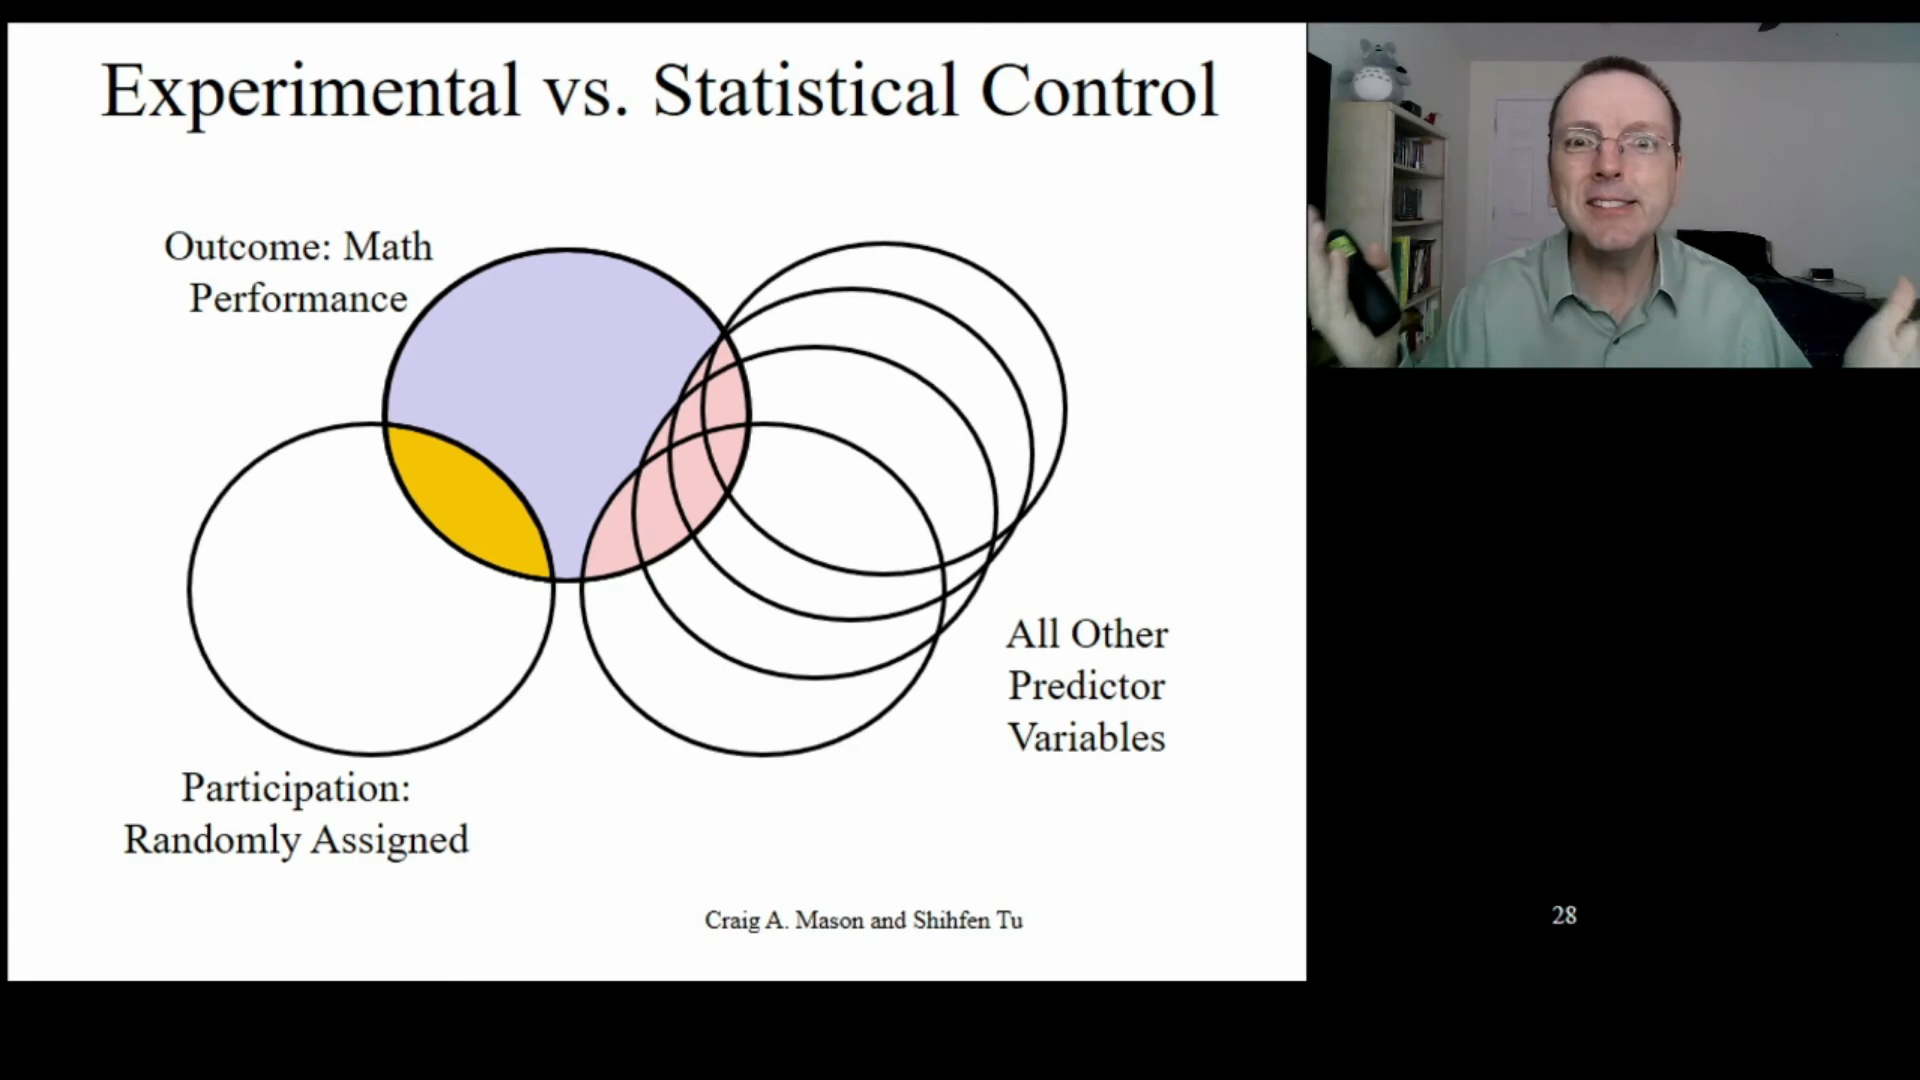 Experimental vs. Statistical Control
Outcome: Math
Performance
All Other
Predictor
Variables
Participation:
Randomly Assigned
Craig A. Mason and Shihfen Tu
28